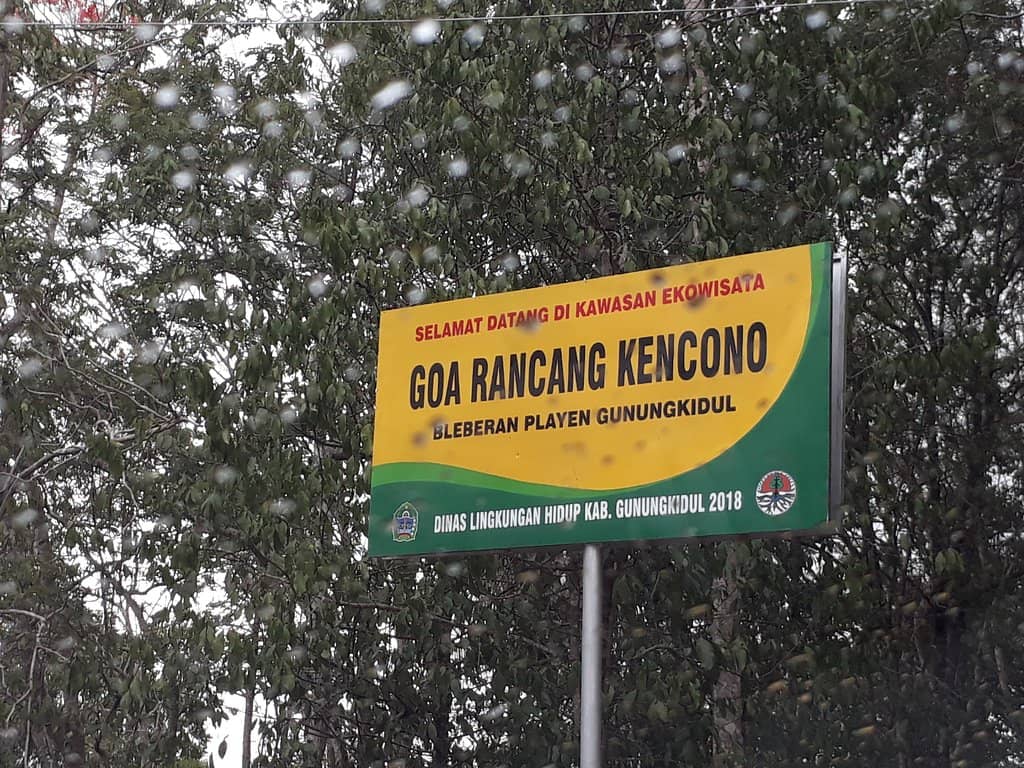 SELAMAT DATANG DI KAWASAN EKOWISATA
GOA RANCANG KENCONO
BLEBERAN PLAYEN GUNUNGKIDUL
DINAS LINGKUNGAN HIDUP KAB. GUNUNGKIDUL 2018